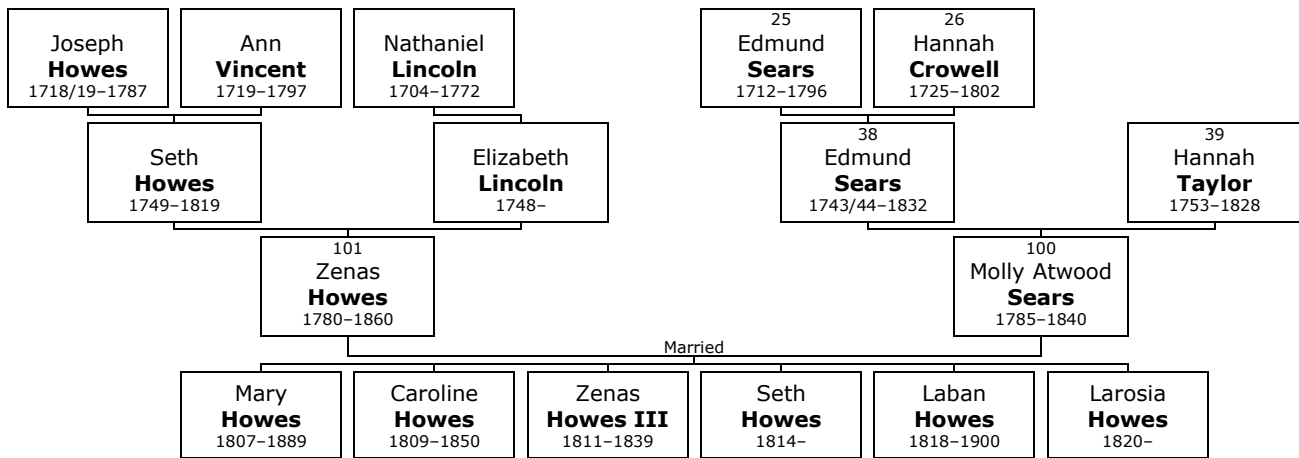 Joseph
Howes
1718/19–1787
Ann
Vincent
1719–1797
Nathaniel
Lincoln
1704–1772
25
Edmund
Sears
1712–1796
26
Hannah
Crowell
1725–1802
Seth
Howes
1749–1819
Elizabeth
Lincoln
1748–
38
Edmund
Sears
1743/44–1832
39
Hannah
Taylor
1753–1828
101
Zenas
Howes
1780–1860
100
Molly Atwood
Sears
1785–1840
Married
Mary
Howes
1807–1889
Caroline
Howes
1809–1850
Zenas
Howes III
1811–1839
Seth
Howes
1814–
Laban
Howes
1818–1900
Larosia
Howes
1820–